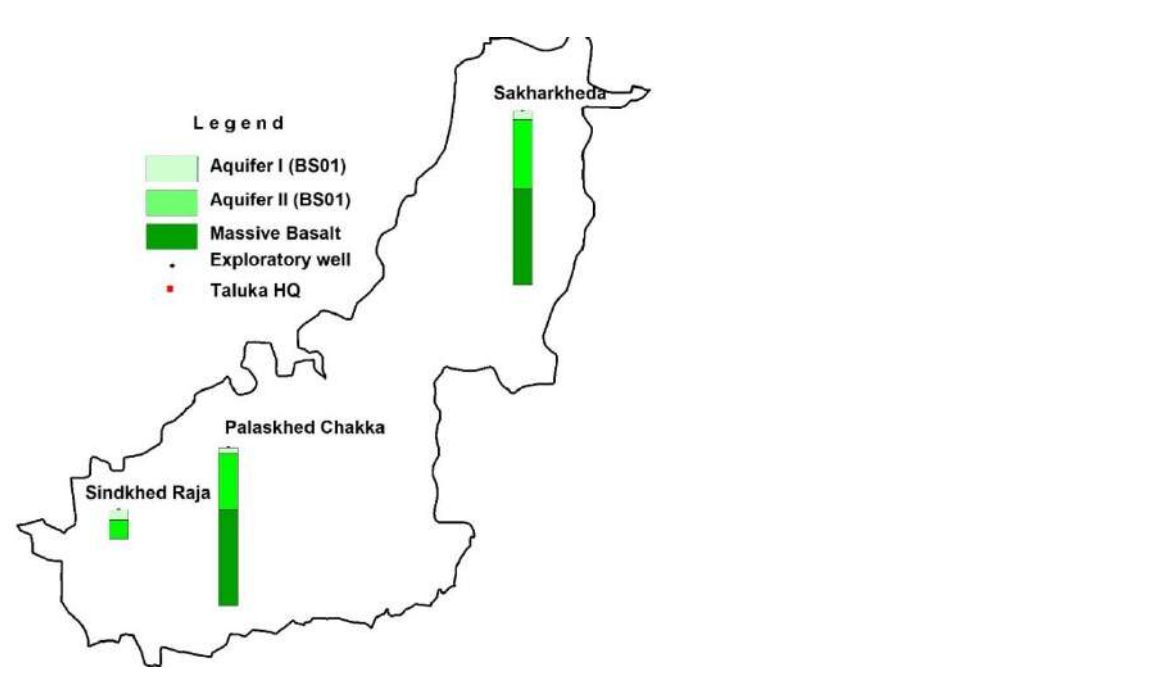 Sakharkheda
Legend
Aquifer I (BS01)
Aquifer II (BS01)
Massive Basalt
Exploratory well
Taluka HQ
Palaskhed Chakka
Sindkhed Raja